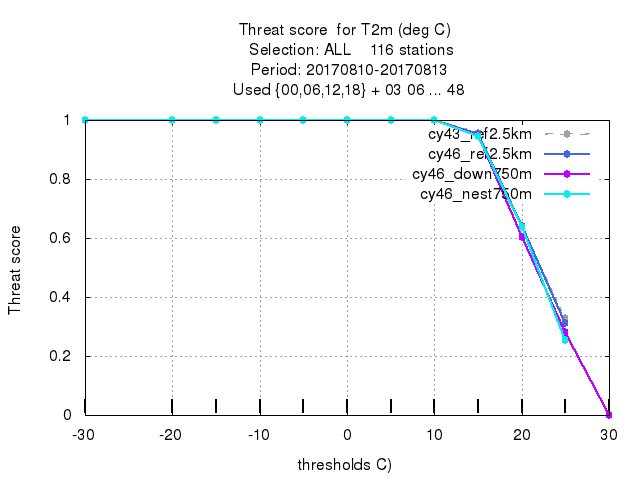 Threat score for T2m (deg C)
Selection: ALL 116 stations
Period: 20170810-20170813
Used {00,06,12,18} + 03 06 ... 48
1
0.8
0.6
0.4
0.2
0
Threat score
cy43_ref2.5km
cy46_ref2.5km
cy46_down750m
cy46_nest750m
-30 -20 -10 0 10 20 30
thresholds C)